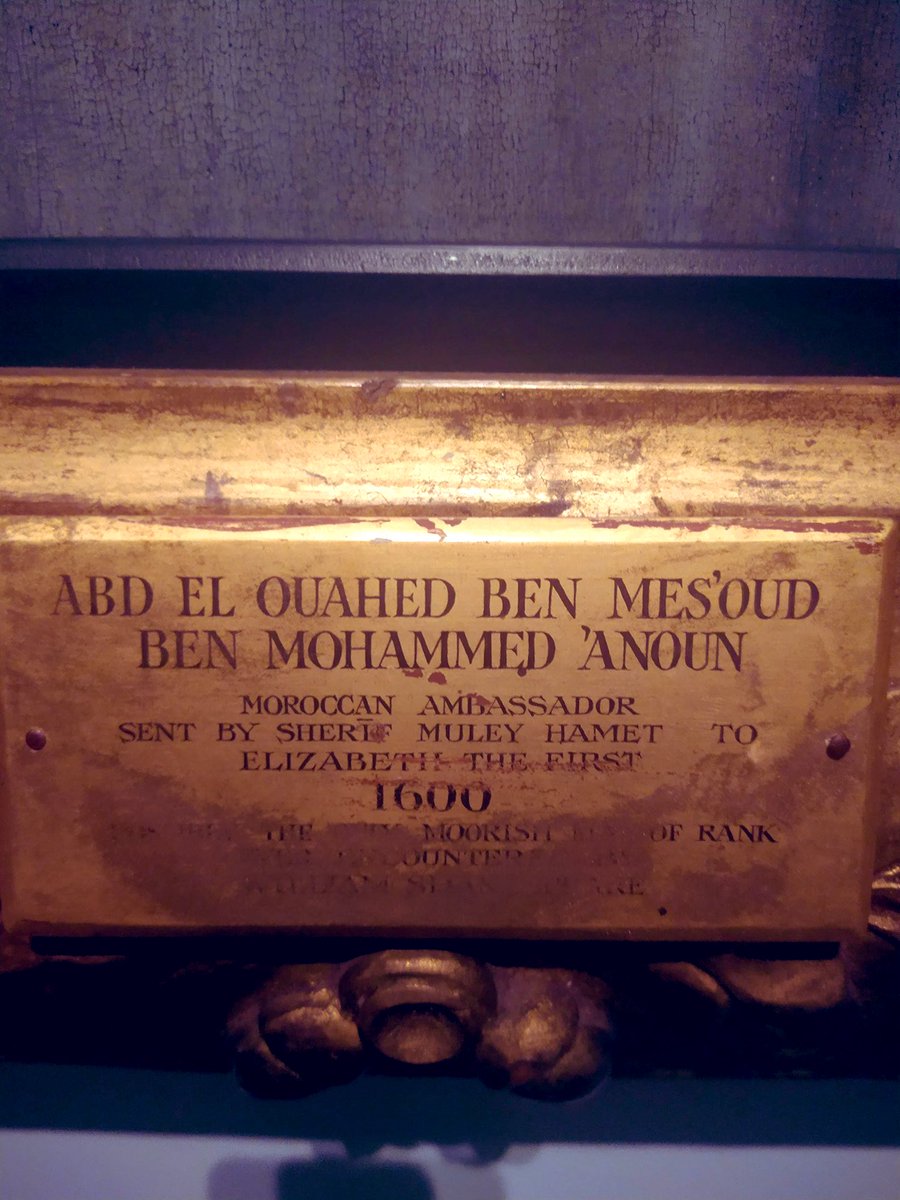 ABD EL OUAHED BEN MES'OUD
BEN MOHAMMED 'ANOUN
MOROCCAN AMBASSADOR
SENT BY SHERIF MULEY HAMET TO
ELIZABETH THE FIRST
1600
THE MOORISH OF RANK
WILLIAM